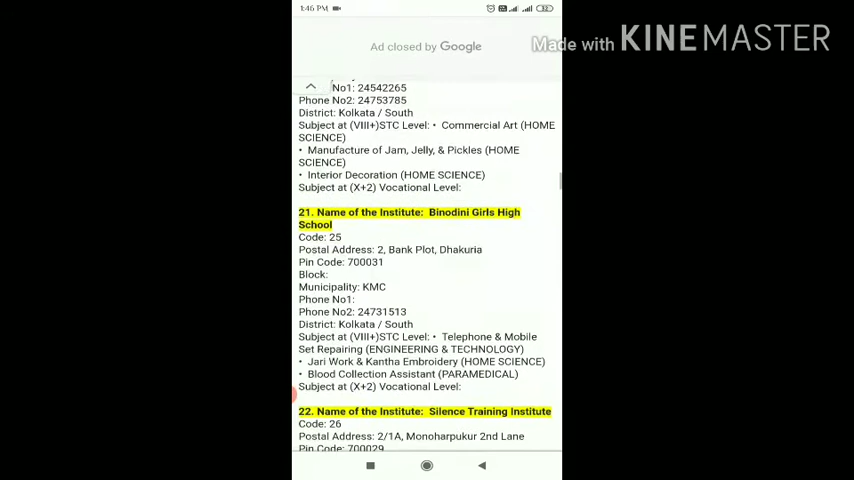 1:46 PM
Ad closed by Google
Made with KINEMASTER
No1: 24542265
Phone No2: 24753785
District: Kolkata / South
Subject at (VIII+)STC Level: • Commercial Art (HOME
SCIENCE)
• Manufacture of Jam, Jelly, & Pickles (HOME
SCIENCE)
• Interior Decoration (HOME SCIENCE)
Subject at (X+2) Vocational Level:
21. Name of the Institute: Binodini Girls High
School
Code: 25
Postal Address: 2, Bank Plot, Dhakuria
Pin Code: 700031
Block:
Municipality: KMC
Phone No1:
Phone No2: 24731513
District: Kolkata / South
Subject at (VIII+)STC Level: • Telephone & Mobile
Set Repairing (ENGINEERING & TECHNOLOGY)
• Jari Work & Kantha Embroidery (HOME SCIENCE)
• Blood Collection Assistant (PARAMEDICAL)
Subject at (X+2) Vocational Level:
22. Name of the Institute: Silence Training Institute
Code: 26
Postal Address: 2/1A, Monoharpukur 2nd Lane
Pin Code: 700029